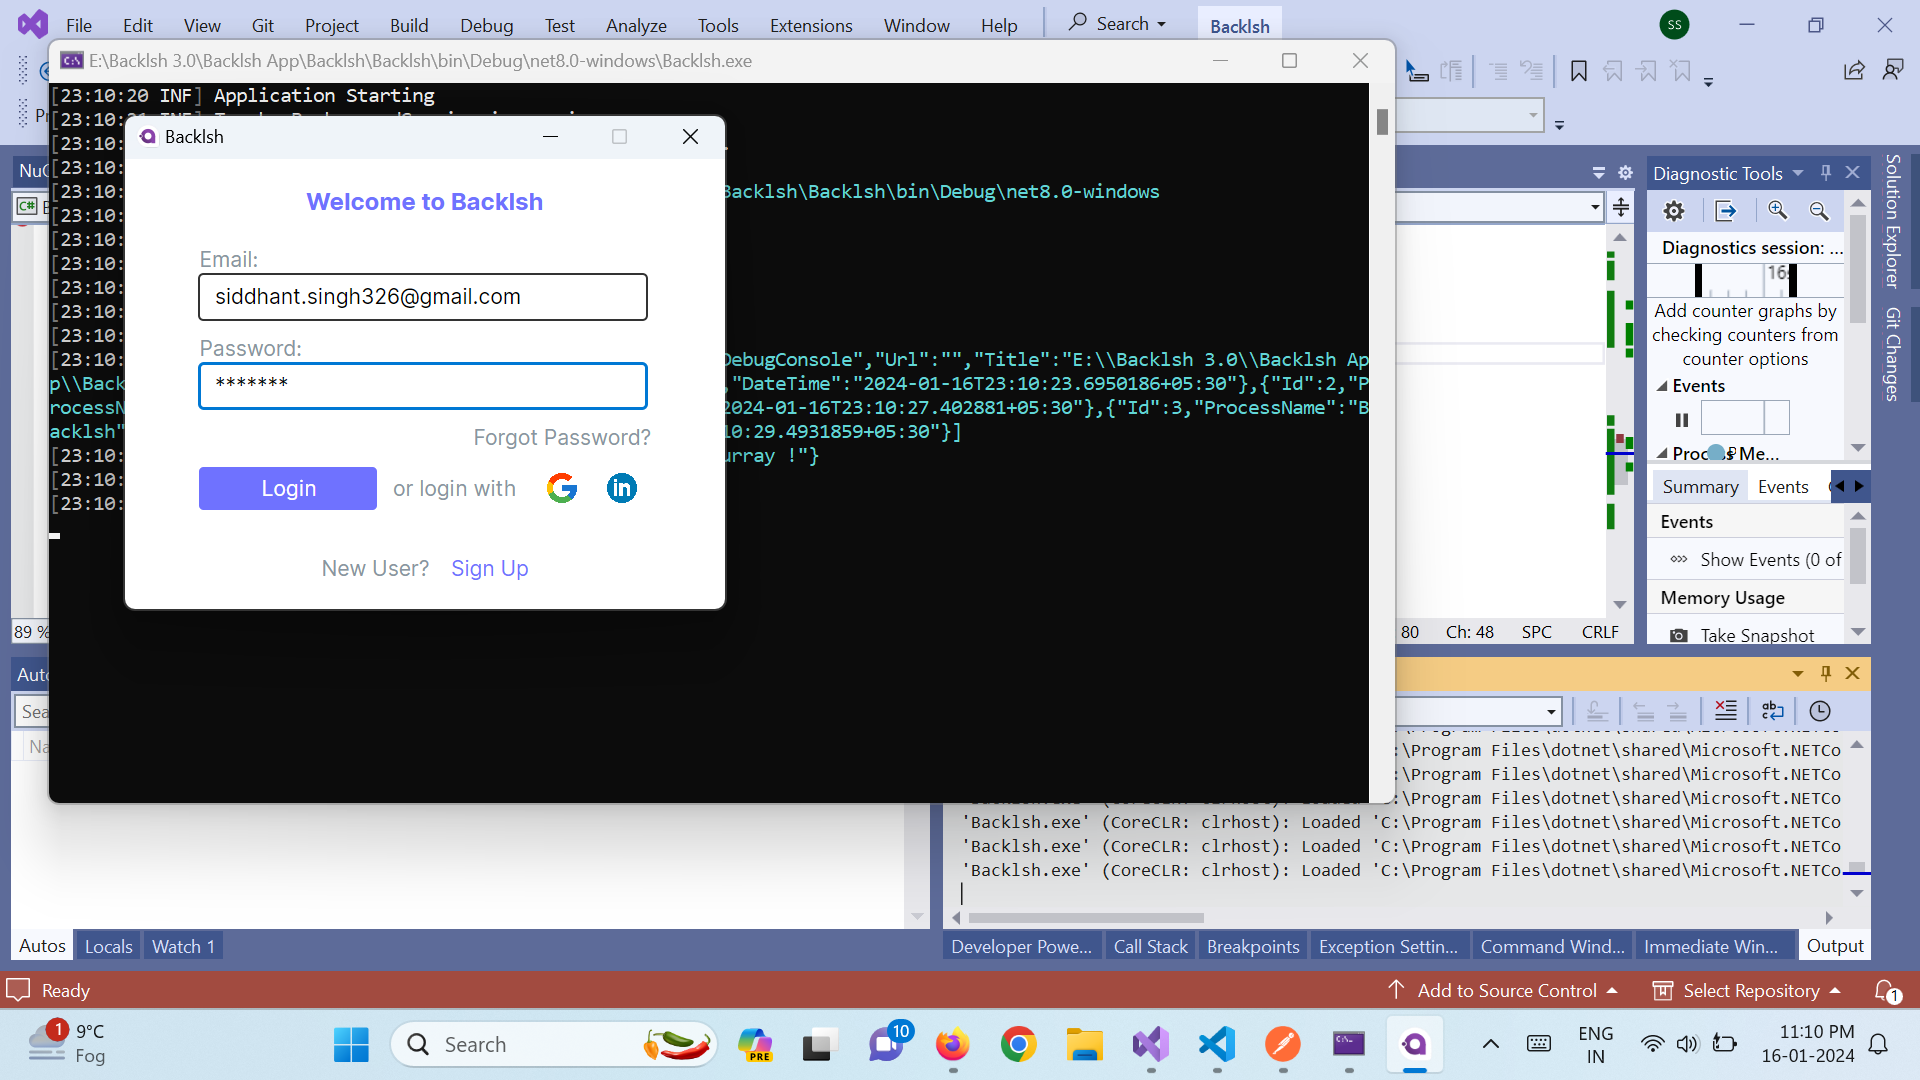 File Edit View Git Project Build Debug Test Analyze Tools Extensions Window Help Search Backlsh SS
E:\Backlsh 3.0\Backlsh App\Backlsh\Backlsh\bin\Debug\net8.0-windows\Backlsh.exe
[23:10:20 INF] Application Starting
Backlsh
Welcome to Backlsh
Email:
siddhant.singh326@gmail.com
Password:
*******
Forgot Password?
Login or login with in
New User? Sign Up
[23:10:
[23:10:
[23:10: Backlsh\Backlsh\bin\Debug\net8.0-windows
[23:10:
[23:10:
[23:10:
[23:10:
[23:10:
[23:10:
[23:10: DebugConsole","Url":"","Title":"E:\\Backlsh 3.0\\Backlsh Ap
p\\Back ,"DateTime":"2024-01-16T23:10:23.6950186+05:30"},{"Id":2,"P
rocessN 2024-01-16T23:10:27.402881+05:30"},{"Id":3,"ProcessName":"B
acklsh" 10:29.4931859+05:30"}]
[23:10: urray !"}
[23:10:
[23:10:
89 %
80 Ch: 48 SPC CRLF
Diagnostic Tools
Diagnostics session: ...
16s
Add counter graphs by
checking counters from
counter options
Events
Summary Events
Events
Show Events (0 of
Memory Usage
Take Snapshot
Solution Explorer
Git Changes
:\Program Files\dotnet\shared\Microsoft.NETCo
:\Program Files\dotnet\shared\Microsoft.NETCo
:\Program Files\dotnet\shared\Microsoft.NETCo
'Backlsh.exe' (CoreCLR: clrhost): Loaded 'C:\Program Files\dotnet\shared\Microsoft.NETCo
'Backlsh.exe' (CoreCLR: clrhost): Loaded 'C:\Program Files\dotnet\shared\Microsoft.NETCo
'Backlsh.exe' (CoreCLR: clrhost): Loaded 'C:\Program Files\dotnet\shared\Microsoft.NETCo
Autos Locals Watch 1
Developer Powe... Call Stack Breakpoints Exception Settin... Command Wind... Immediate Win... Output
Ready Add to Source Control Select Repository 1
1 9°C
Fog
Search PRE 10
ENG
IN
11:10 PM
16-01-2024